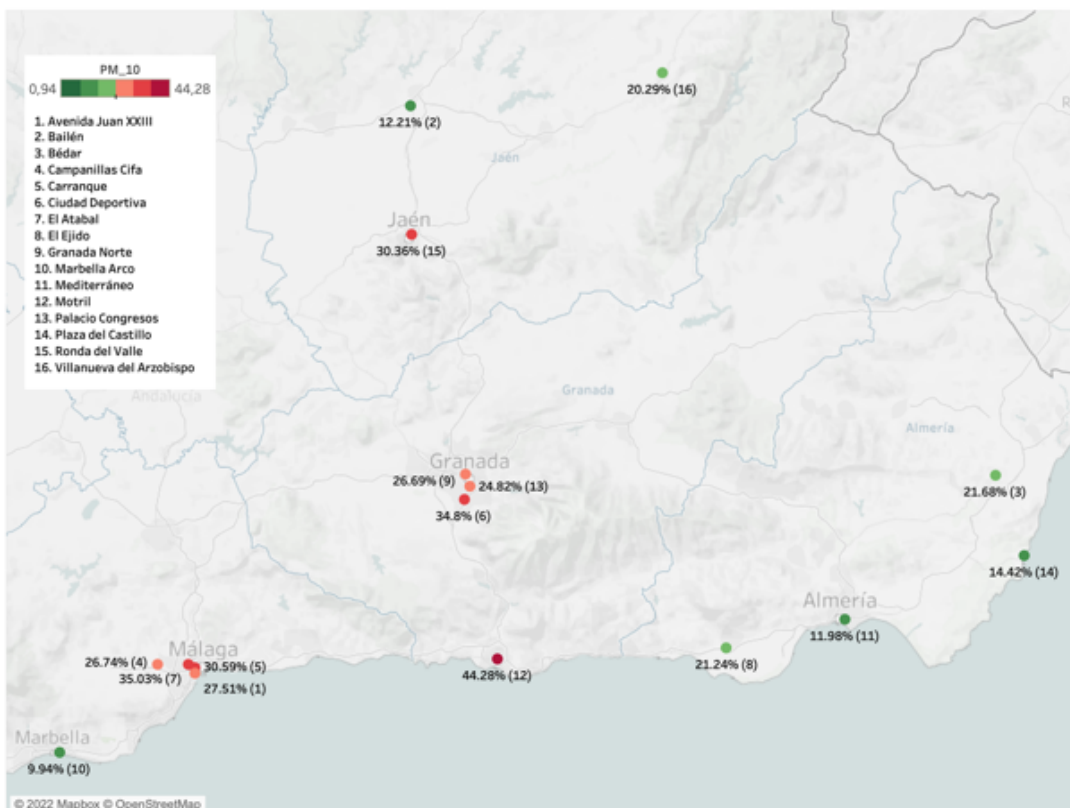 PM_10
0,94 44,28
1. Avenida Juan XXIII
2. Bailén
3. Bédar
4. Campanillas Cifa
5. Carranque
6. Ciudad Deportiva
7. El Atabal
8. El Ejido
9. Granada Norte
10. Marbella Arco
11. Mediterráneo
12. Motril
13. Palacio Congresos
14. Plaza del Castillo
15. Ronda del Valle
16. Villanueva del Arzobispo
20.29% (16)
12.21% (2)
Jaén
Jaén
30.36% (15)
Andalucía
Granada
Almería
Granada
26.69% (9)
24.82% (13)
34.8% (6)
21.68% (3)
14.42% (14)
Almería
11.98% (11)
Málaga
26.74% (4)
30.59% (5)
35.03% (7)
27.51% (1)
44.28% (12)
21.24% (8)
Marbella
9.94% (10)
© 2022 Mapbox © OpenStreetMap